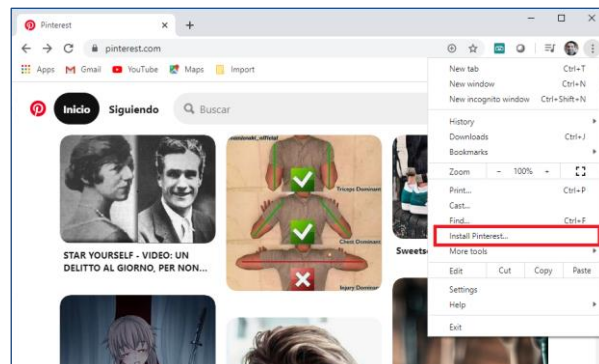 Pinterest
pinterest.com
Apps
Gmail
YouTube
Maps
Import
Inicio
Siguiendo
Buscar
Triceps Dominant
Chest Dominant
Injury Dominant
STAR YOURSELF - VIDEO: UN
DELITTO AL GIORNO, PER NON...
New tab Ctrl+T
New window Ctrl+N
New incognito window Ctrl+Shift+N
History
Downloads Ctrl+J
Bookmarks
Zoom - 100% +
Print... Ctrl+P
Cast...
Find... Ctrl+F
Install Pinterest...
More tools
Edit Cut Copy Paste
Settings
Help
Exit